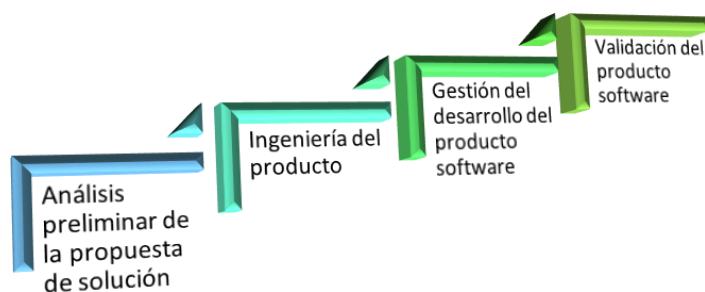 Análisis
preliminar de
la propuesta
de solución
Ingeniería del
producto
Gestión del
desarrollo del
producto
software
Validación del
producto
software